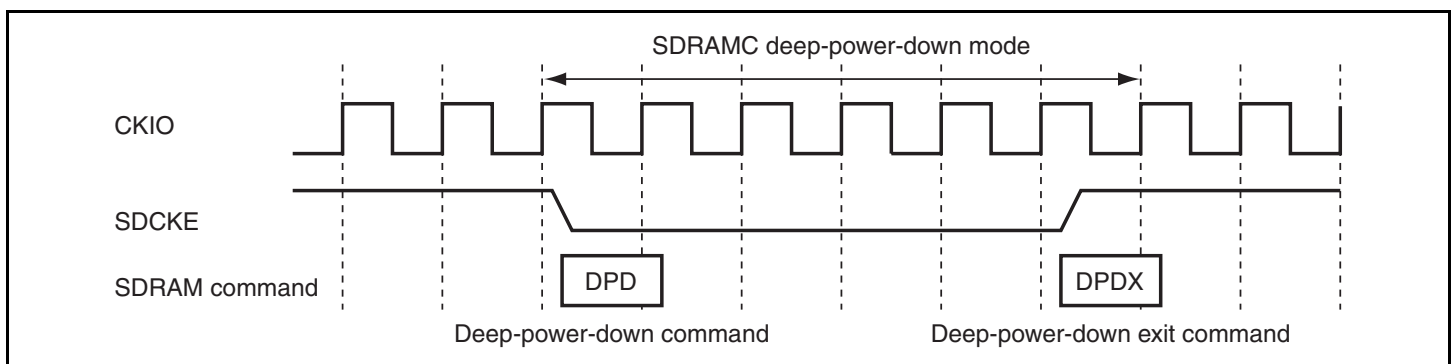 SDRAMC deep-power-down mode
CKIO
SDCKE
SDRAM command
DPD
DPDX
Deep-power-down command
Deep-power-down exit command